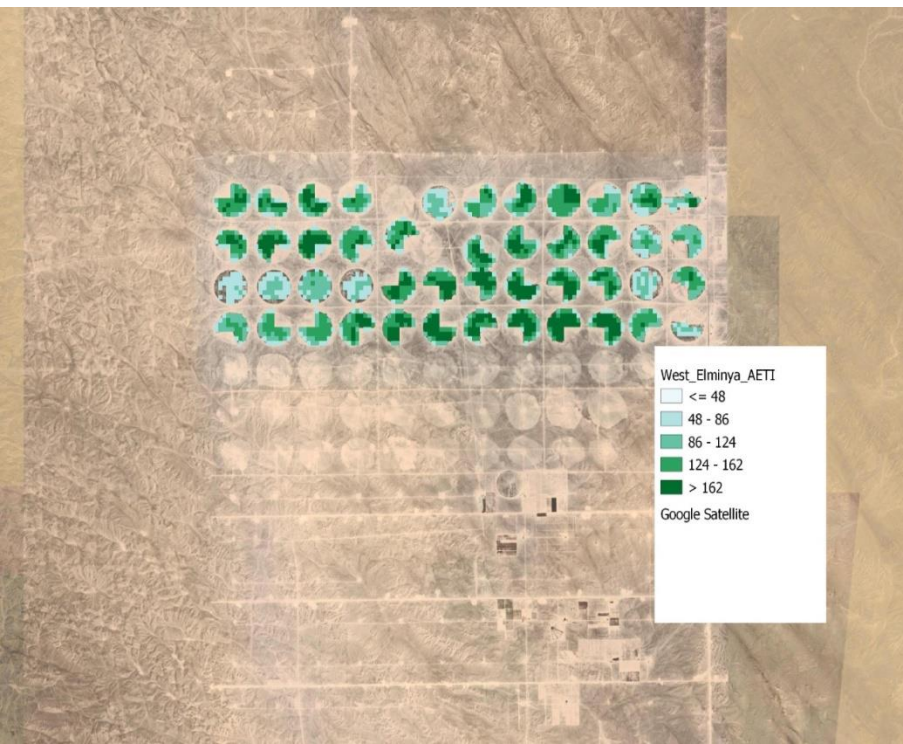 West_Elminya_AETI
<= 48
48 - 86
86 - 124
124 - 162
> 162
Google Satellite